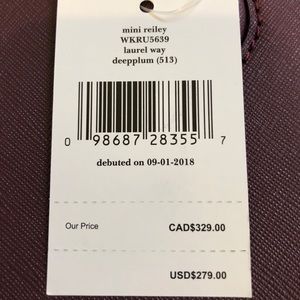 mini reiley
WKRU5639
laurel way
deepplum (513)
0 98687 28355 7
debuted on 09-01-2018
Our Price CAD$329.00
USD$279.00